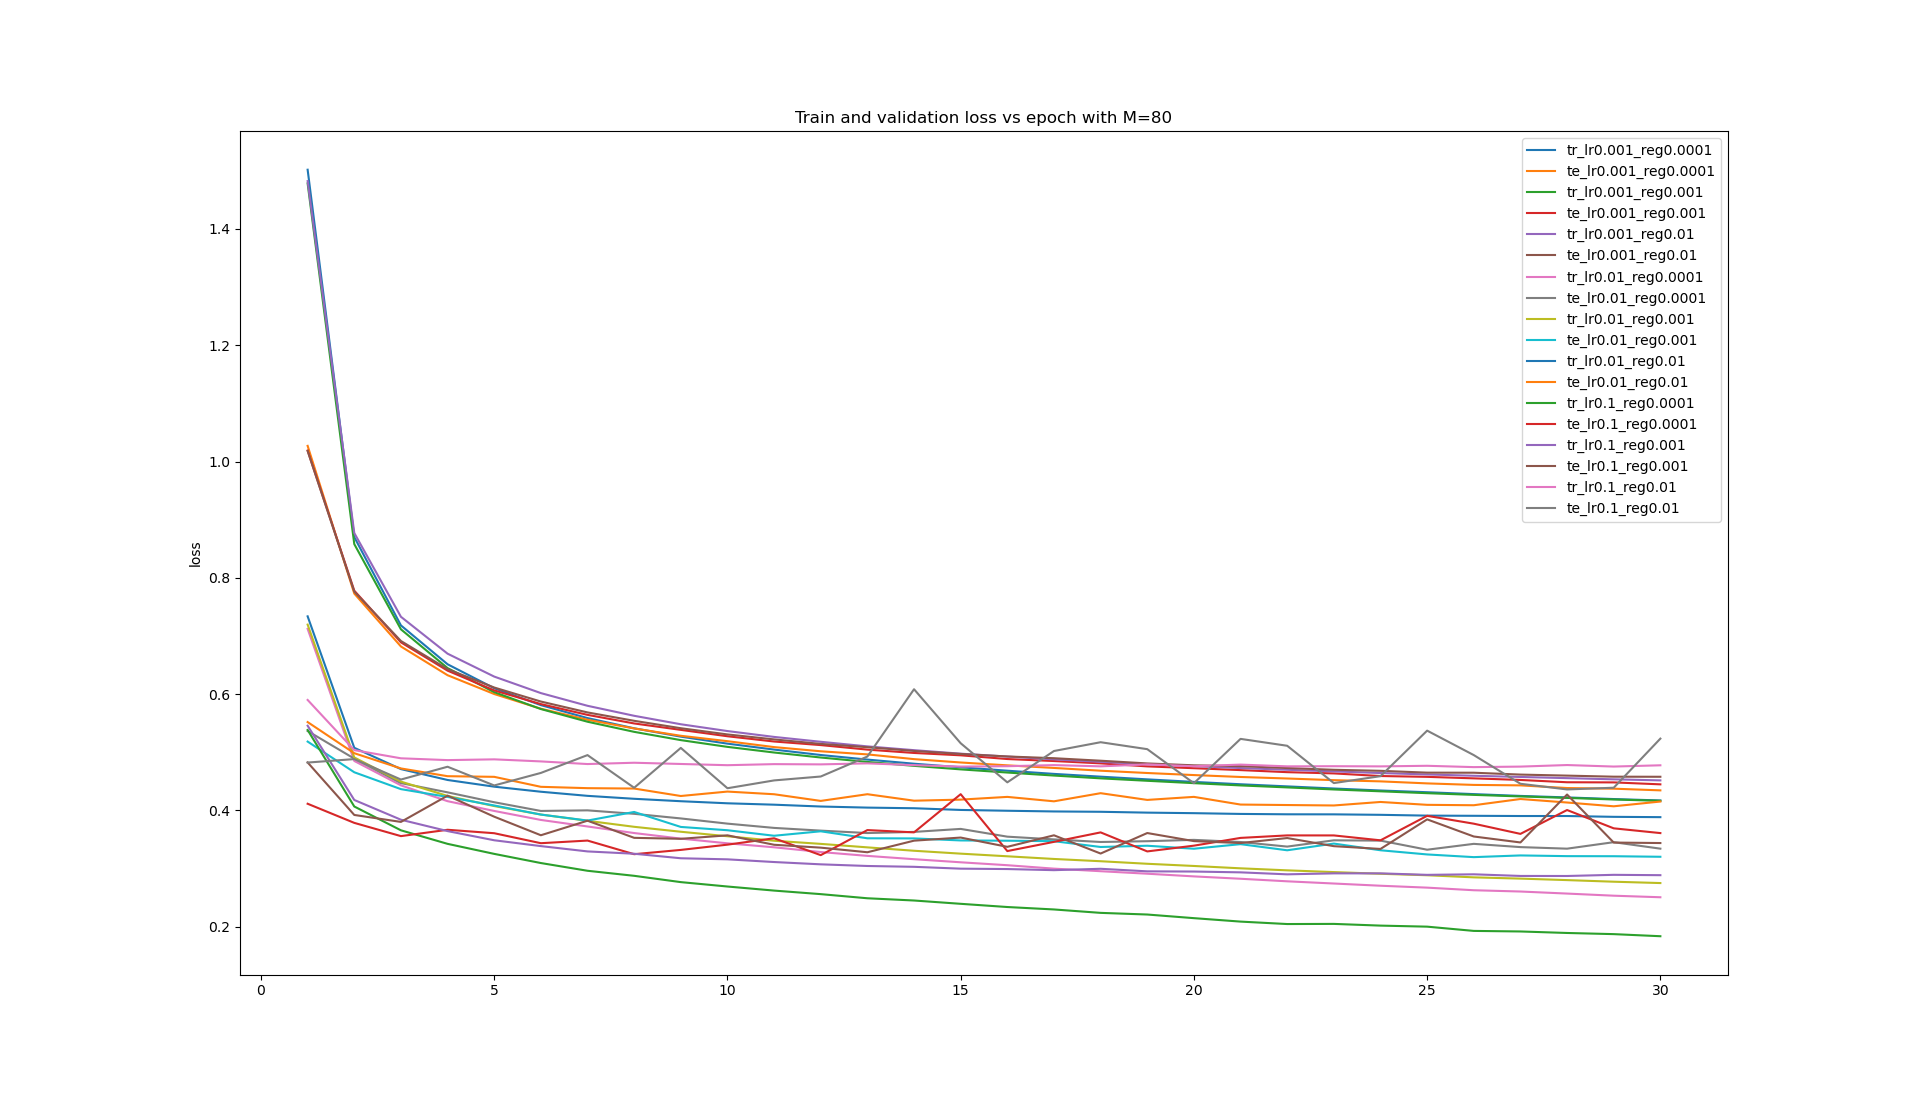 Train and validation loss vs epoch with M=80
tr_lr0.001_reg0.0001
te_lr0.001_reg0.0001
tr_lr0.001_reg0.001
te_lr0.001_reg0.001
tr_lr0.001_reg0.01
te_lr0.001_reg0.01
tr_lr0.01_reg0.0001
te_lr0.01_reg0.0001
tr_lr0.01_reg0.001
te_lr0.01_reg0.001
tr_lr0.01_reg0.01
te_lr0.01_reg0.01
tr_lr0.1_reg0.0001
te_lr0.1_reg0.0001
tr_lr0.1_reg0.001
te_lr0.1_reg0.001
tr_lr0.1_reg0.01
te_lr0.1_reg0.01
1.4
1.2
1.0
0.8
0.6
0.4
0.2
loss
0 5 10 15 20 25 30